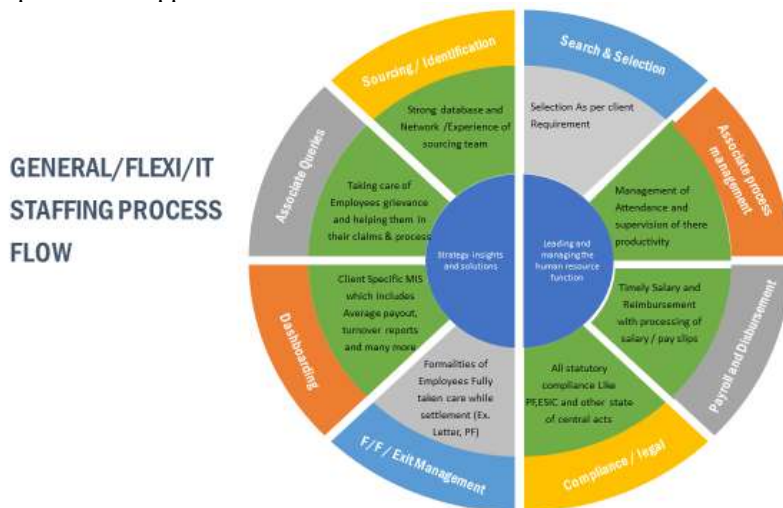 GENERAL/FLEXI/IT
STAFFING PROCESS
FLOW
Sourcing / Identification
Strong database and
Network /Experience of
sourcing team
Search & Selection
Selection As per client
Requirement
Associate process
management
Management of
Attendance and
supervision of there
productivity
Payroll and Disbursement
Timely Salary and
Reimbursement
with processing of
salary / pay slips
Compliance / legal
All statutory
compliance Like
PF,ESIC and other state
of central acts
F/F / Exit Management
Formalities of
Employees Fully
taken care while
settlement (Ex.
Letter, PF)
Dashboarding
Client Specific MIS
which includes
Average payout,
turnover reports
and many more
Associate Queries
Taking care of
Employees grievance
and helping them in
their claims & process
Strategy insights
and solutions
Leading and
managing the
human resource
function